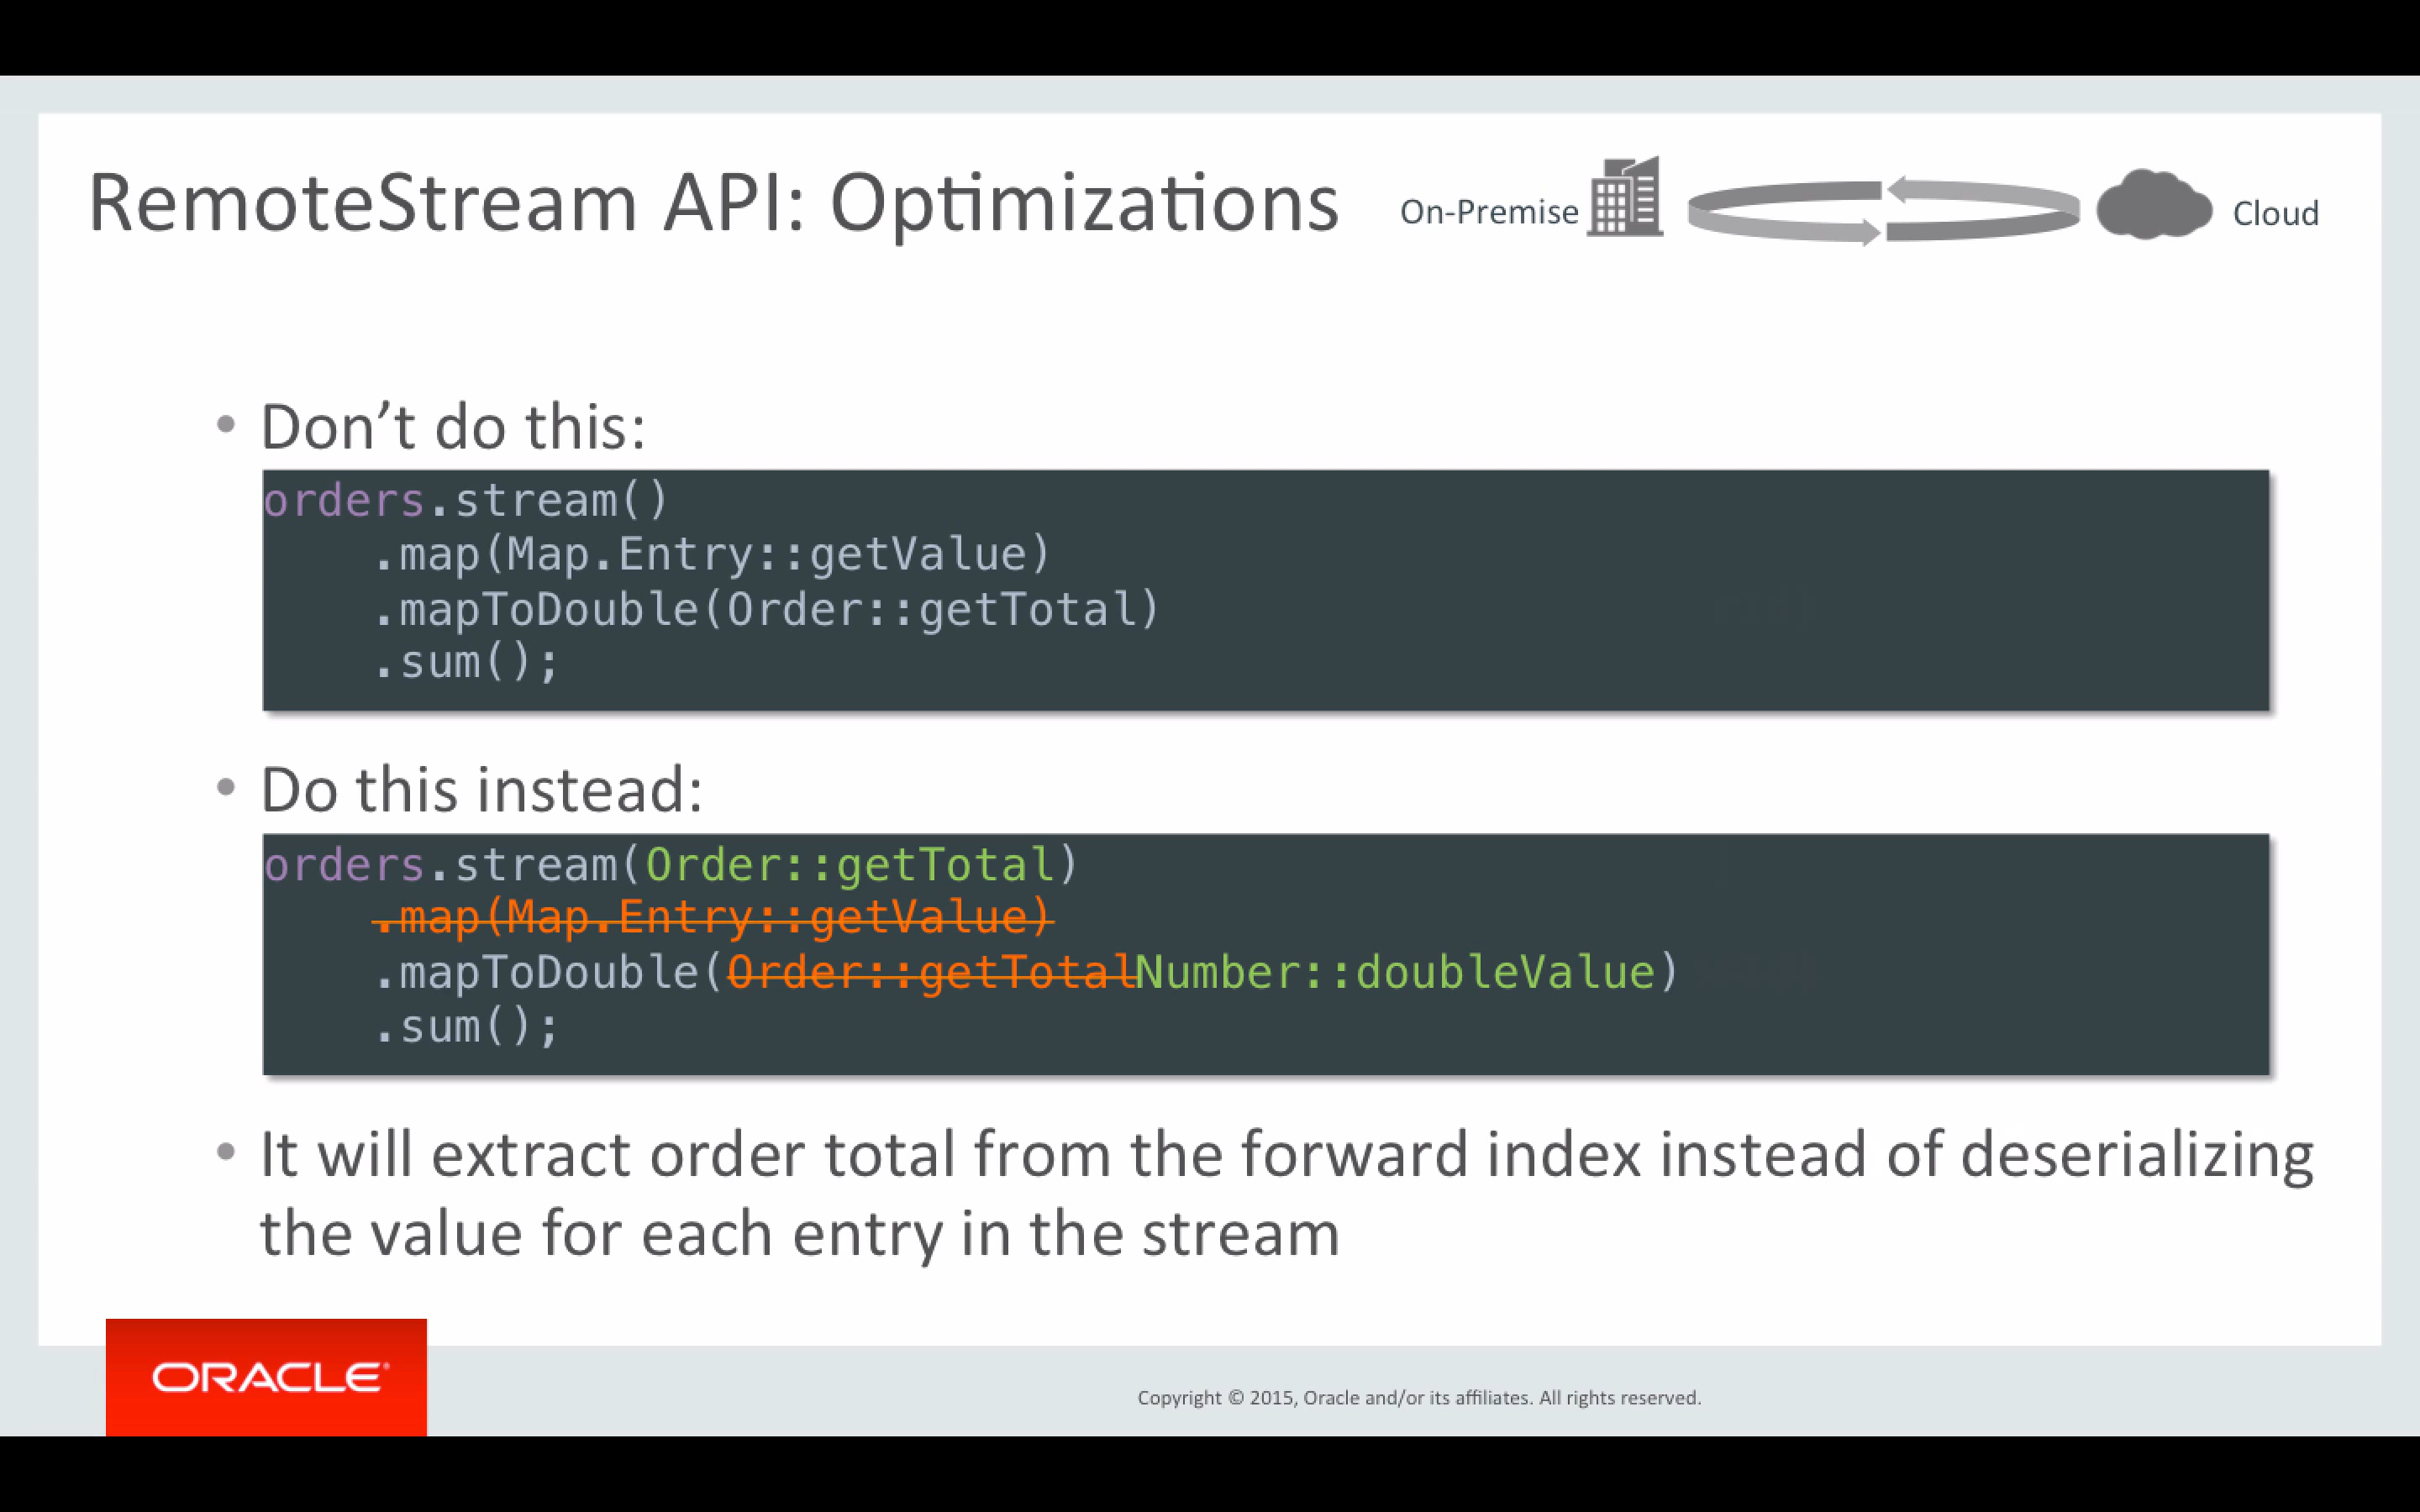 RemoteStream API: Optimizations
On-Premise
Cloud
• Don’t do this:
orders.stream()
.map(Map.Entry::getValue)
.mapToDouble(Order::getTotal)
.sum();
• Do this instead:
orders.stream(Order::getTotal)
.map(Map.Entry::getValue)
.mapToDouble(Order::getTotalNumber::doubleValue)
.sum();
• It will extract order total from the forward index instead of deserializing
the value for each entry in the stream
ORACLE®
Copyright © 2015, Oracle and/or its affiliates. All rights reserved.